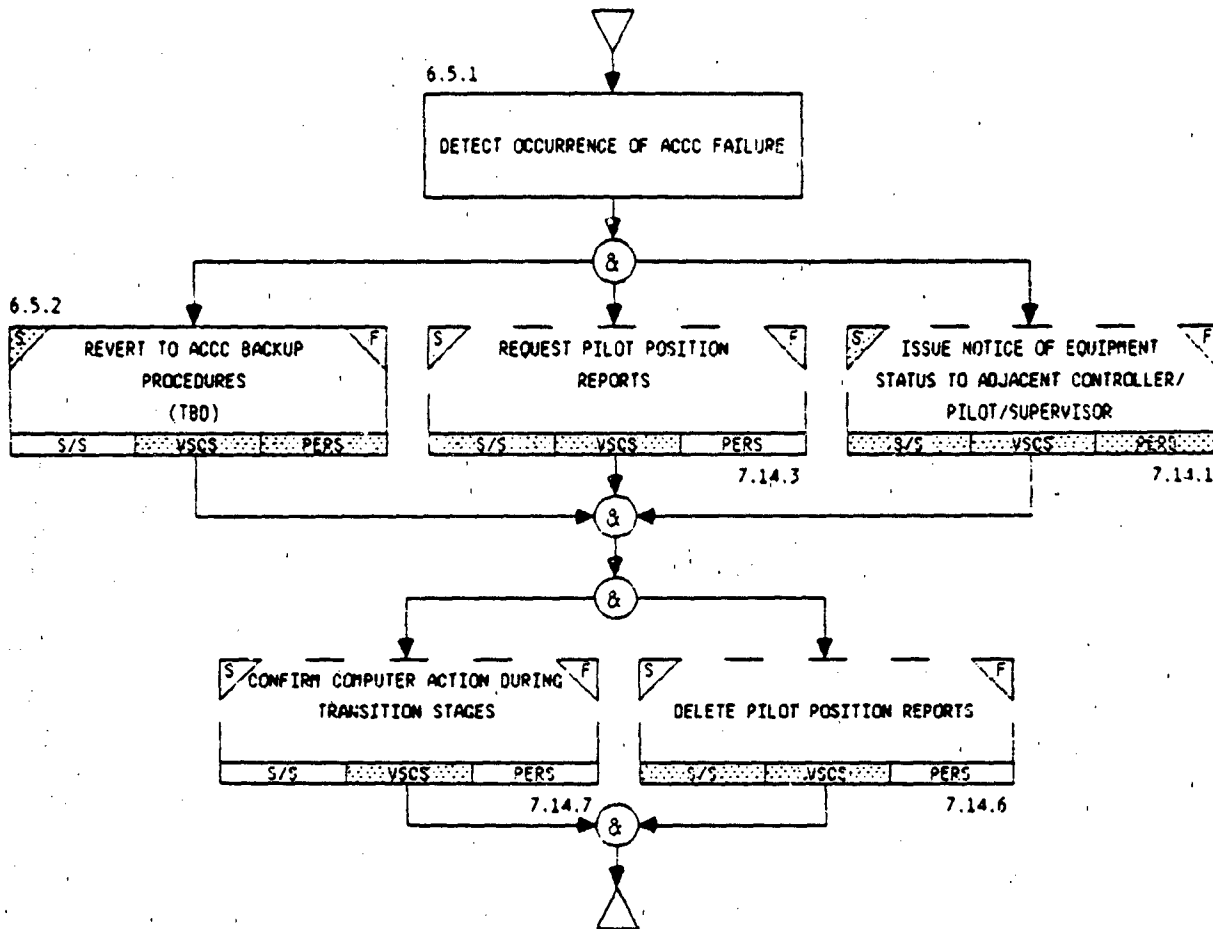 6.5.1
DETECT OCCURRENCE OF ACCC FAILURE
&
6.5.2
S
F
REVERT TO ACCC BACKUP
PROCEDURES
(TBD)
S/S VSCS PERS
S
F
REQUEST PILOT POSITION
REPORTS
S/S VSCS PERS
7.14.3
S
F
ISSUE NOTICE OF EQUIPMENT
STATUS TO ADJACENT CONTROLLER/
PILOT/SUPERVISOR
S/S VSCS PERS
7.14.1
&
&
S
F
CONFIRM COMPUTER ACTION DURING
TRANSITION STAGES
S/S VSCS PERS
7.14.7
S
F
DELETE PILOT POSITION REPORTS
S/S VSCS PERS
7.14.6
&